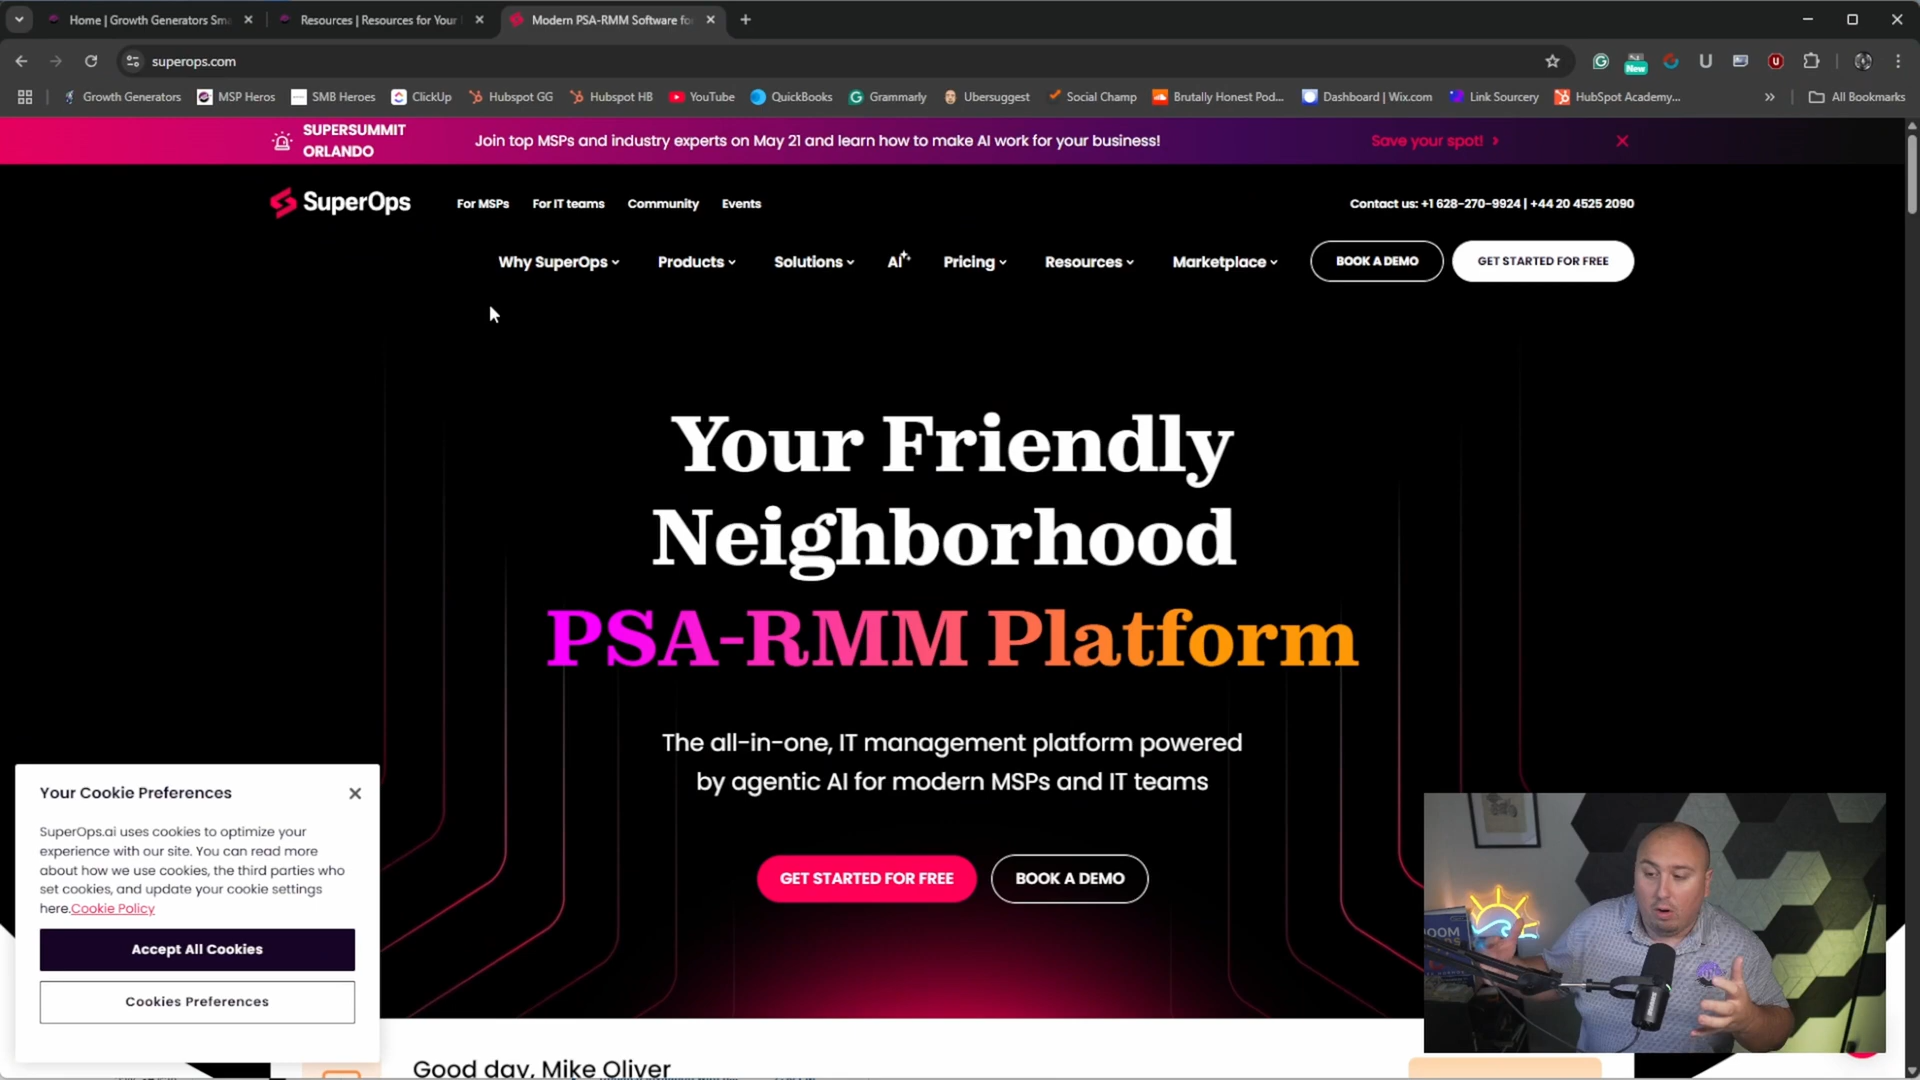 Home | Growth Generators Sma
Resources | Resources for Your
Modern PSA-RMM Software for
superops.com
New
Growth Generators
MSP Heros
SMB Heroes
ClickUp
Hubspot GG
Hubspot HB
YouTube
QuickBooks
Grammarly
Ubersuggest
Social Champ
Brutally Honest Pod...
Dashboard | Wix.com
Link Sourcery
HubSpot Academy...
All Bookmarks
SUPERSUMMIT
ORLANDO
Join top MSPs and industry experts on May 21 and learn how to make AI work for your business!
Save your spot!
SuperOps
For MSPs
For IT teams
Community
Events
Contact us: +1 628-270-9924 | +44 20 4525 2090
Why SuperOps
Products
Solutions
AI
Pricing
Resources
Marketplace
BOOK A DEMO
GET STARTED FOR FREE
Your Friendly
Neighborhood
PSA-RMM Platform
The all-in-one, IT management platform powered
by agentic AI for modern MSPs and IT teams
GET STARTED FOR FREE
BOOK A DEMO
Your Cookie Preferences
SuperOps.ai uses cookies to optimize your
experience with our site. You can read more
about how we use cookies, the third parties who
set cookies, and update your cookie settings
here.Cookie Policy
Accept All Cookies
Cookies Preferences
Good day, Mike Oliver